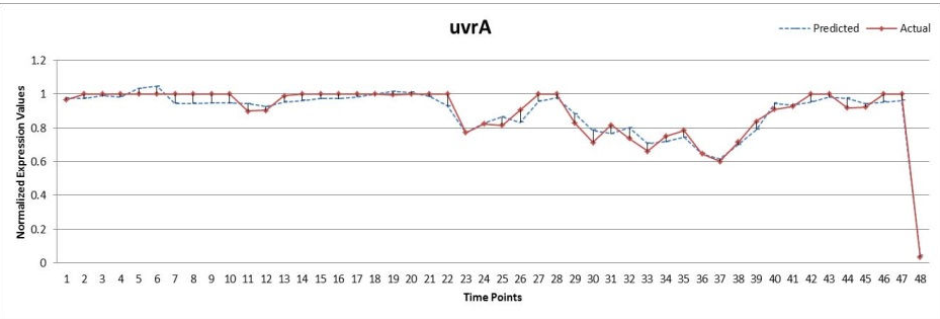 uvrA
Predicted Actual
Normalized Expression Values
1.2
1
0.8
0.6
0.4
0.2
0
1 2 3 4 5 6 7 8 9 10 11 12 13 14 15 16 17 18 19 20 21 22 23 24 25 26 27 28 29 30 31 32 33 34 35 36 37 38 39 40 41 42 43 44 45 46 47 48
Time Points